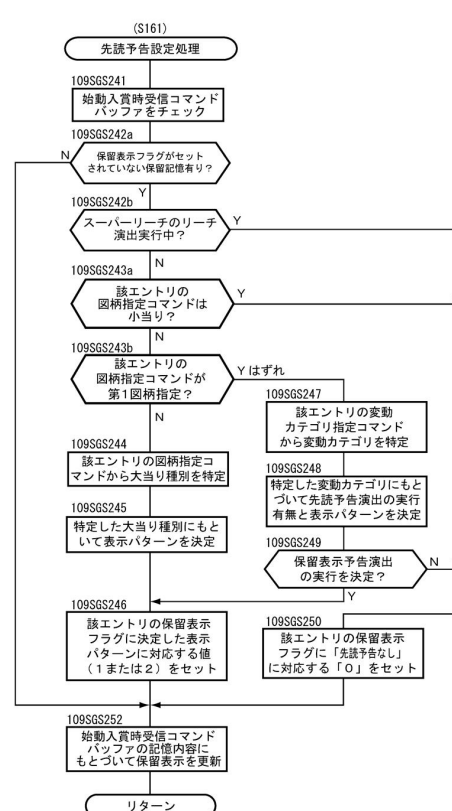 (S161)
先読予告設定処理
109SGS241
始動入賞時受信コマンド
バッファをチェック
109SGS242a
保留表示フラグがセット
されていない保留記憶有り？
N
Y
109SGS242b
スーパーリーチのリーチ
演出実行中？
Y
N
109SGS243a
該エントリの
図柄指定コマンドは
小当り？
Y
N
109SGS243b
該エントリの
図柄指定コマンドが
第1図柄指定？
Y はずれ
N
109SGS247
該エントリの変動
カテゴリ指定コマンド
から変動カテゴリを特定
109SGS244
該エントリの図柄指定コ
マンドから大当り種別を特定
109SGS248
特定した変動カテゴリにもと
づいて先読予告演出の実行
有無と表示パターンを決定
109SGS245
特定した大当り種別にもと
いて表示パターンを決定
109SGS249
保留表示予告演出
の実行を決定？
N
Y
109SGS246
該エントリの保留表示
フラグに決定した表示
パターンに対応する値
（1または2）をセット
109SGS250
該エントリの保留表示
フラグに「先読予告なし」
に対応する「0」をセット
109SGS252
始動入賞時受信コマンド
バッファの記憶内容に
もとづいて保留表示を更新
リターン